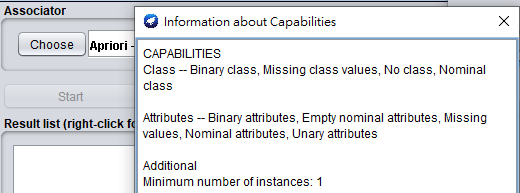 Associator
Choose
Apriori -
Start
Result list (right-click fo
Information about Capabilities
CAPABILITIES
Class -- Binary class, Missing class values, No class, Nominal
class
Attributes -- Binary attributes, Empty nominal attributes, Missing
values, Nominal attributes, Unary attributes
Additional
Minimum number of instances: 1